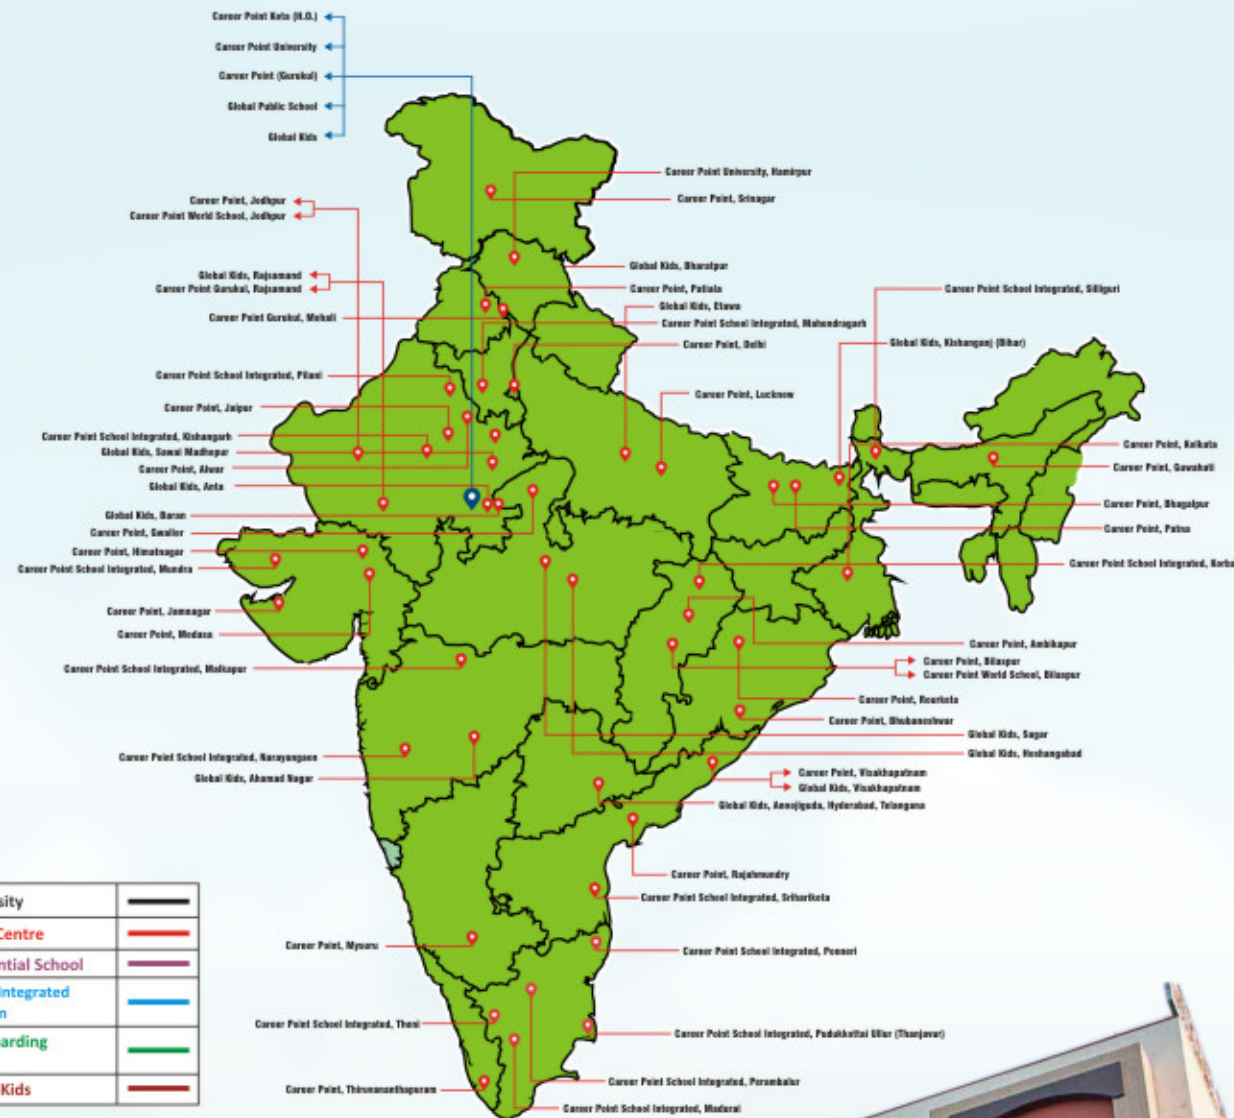 Career Point Kota (H.O.)
Career Point University
Career Point (Gurukul)
Global Public School
Global Kids
Career Point University, Hamirpur
Career Point, Srinagar
Career Point, Jodhpur
Career Point World School, Jodhpur
Global Kids, Bharatpur
Global Kids, Rajsamand
Career Point Gurukul, Rajsamand
Career Point, Patiala
Career Point School Integrated, Silliguri
Global Kids, Etawa
Career Point Gurukul, Mohali
Career Point School Integrated, Mahendragarh
Career Point, Delhi
Global Kids, Kishanganj (Bihar)
Career Point School Integrated, Pilani
Career Point, Lucknow
Career Point, Jaipur
Career Point School Integrated, Kishangarh
Career Point, Kolkata
Global Kids, Sawai Madhopur
Career Point, Alwar
Career Point, Guwahati
Global Kids, Anta
Career Point, Bhagalpur
Global Kids, Baran
Career Point, Patna
Career Point, Gwalior
Career Point, Himatnagar
Career Point School Integrated, Mundra
Career Point School Integrated, Korba
Career Point, Jamnagar
Career Point, Modasa
Career Point, Ambikapur
Career Point School Integrated, Malkapur
Career Point, Bilaspur
Career Point World School, Bilaspur
Career Point, Rourkela
Career Point, Bhubaneshwar
Global Kids, Sagar
Career Point School Integrated, Narayangaon
Global Kids, Hoshangabad
Global Kids, Ahamad Nagar
Career Point, Visakhapatnam
Global Kids, Visakhapatnam
Global Kids, Annojiguda, Hyderabad, Telangana
Career Point, Rajahmundry
Career Point School Integrated, Sriharikota
Career Point, Mysuru
Career Point School Integrated, Ponneri
Career Point School Integrated, Theni
Career Point School Integrated, Pudukkottai Ullur (Thanjavar)
Career Point, Thiruvananthapuram
Career Point School Integrated, Perambalur
Career Point School Integrated, Madurai
sity
Centre
ntial School
Integrated
m
arding
Kids